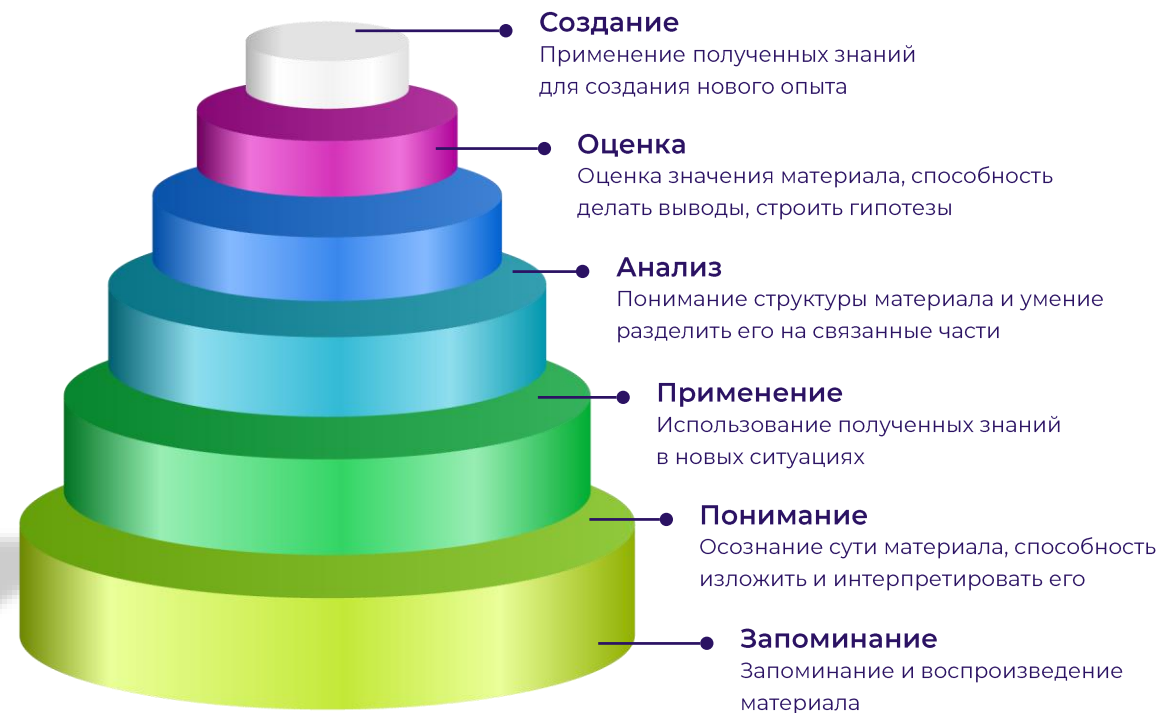 Создание
Применение полученных знаний
для создания нового опыта
Оценка
Оценка значения материала, способность
делать выводы, строить гипотезы
Анализ
Понимание структуры материала и умение
разделить его на связанные части
Применение
Использование полученных знаний
в новых ситуациях
Понимание
Осознание сути материала, способность
изложить и интерпретировать его
Запоминание
Запоминание и воспроизведение
материала